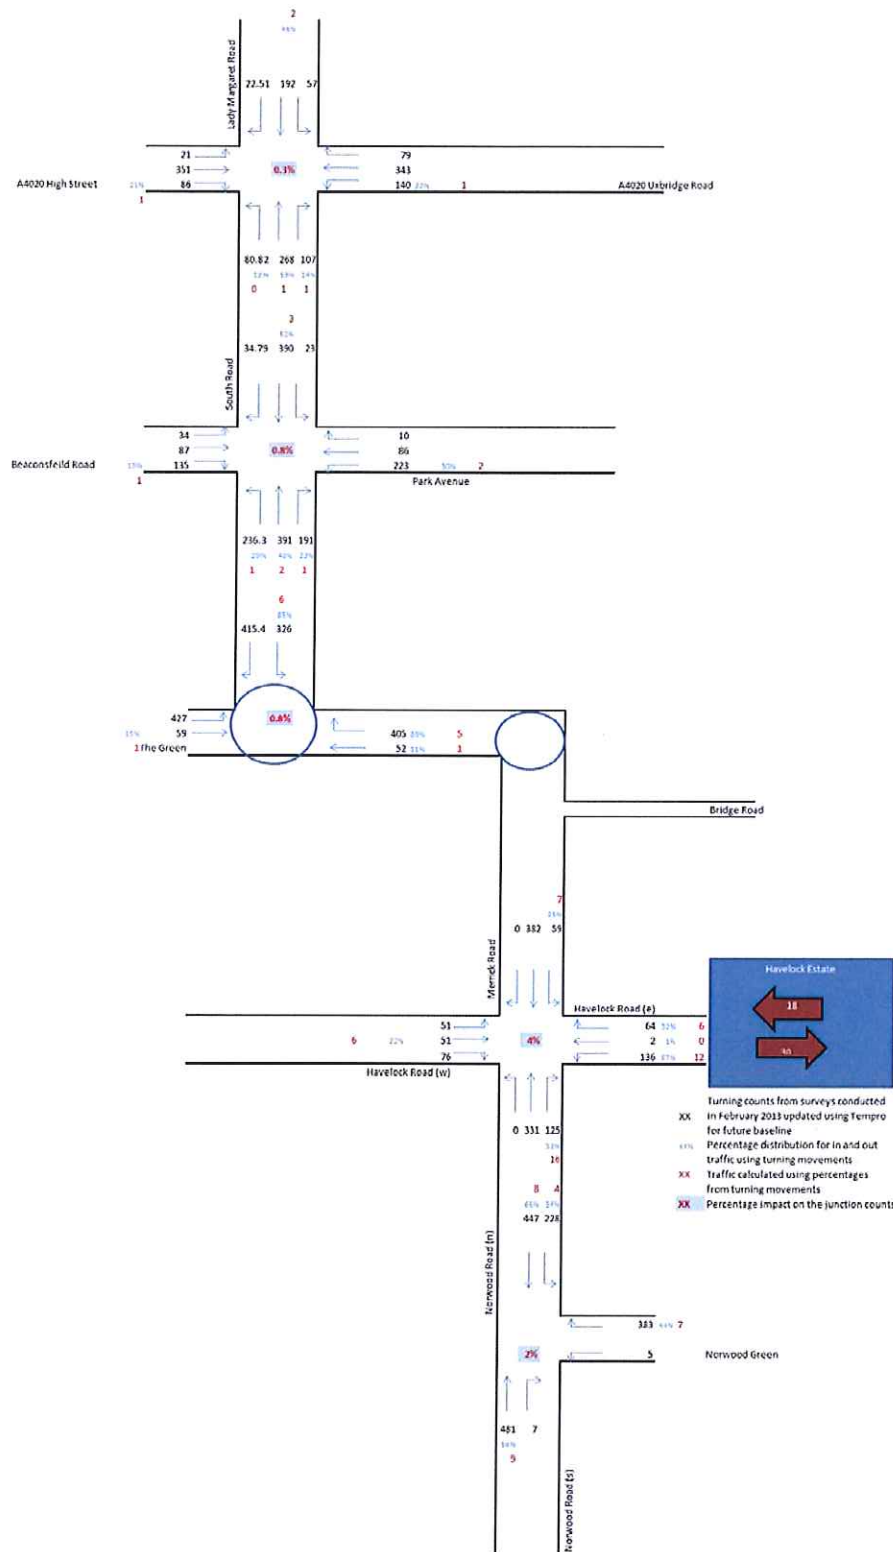 2
Lady Margaret Road
22.51 192 57
21 79
351 0.3% 343
A4020 High Street 86 140 1 A4020 Uxbridge Road
1
80.82 268 107
12% 14%
0 1 1
3
34.79 390 23
South Road
34 10
87 0.8% 86
Beaconsfeild Road 135 223 2
1 Park Avenue
236.3 391 191
1 2 1
6
415.4 326
427 0.8%
59 405 5
1 The Green 52 11% 1
Bridge Road
7
0 382 59
Merrick Road
Havelock Estate
18
30
Havelock Road (e)
51 64 32% 6
6 22% 51 4% 2 1% 0
76 136 67% 12
Havelock Road (w)
0 331 125
16
8 4
447 228
Norwood Road (n)
Turning counts from surveys conducted
XX in February 2013 updated using Tempro
for future baseline
Percentage distribution for in and out
traffic using turning movements
XX Traffic calculated using percentages
from turning movements
XX Percentage impact on the junction counts
383 7
2% 5 Norwood Green
481 7
9
Norwood Road (s)